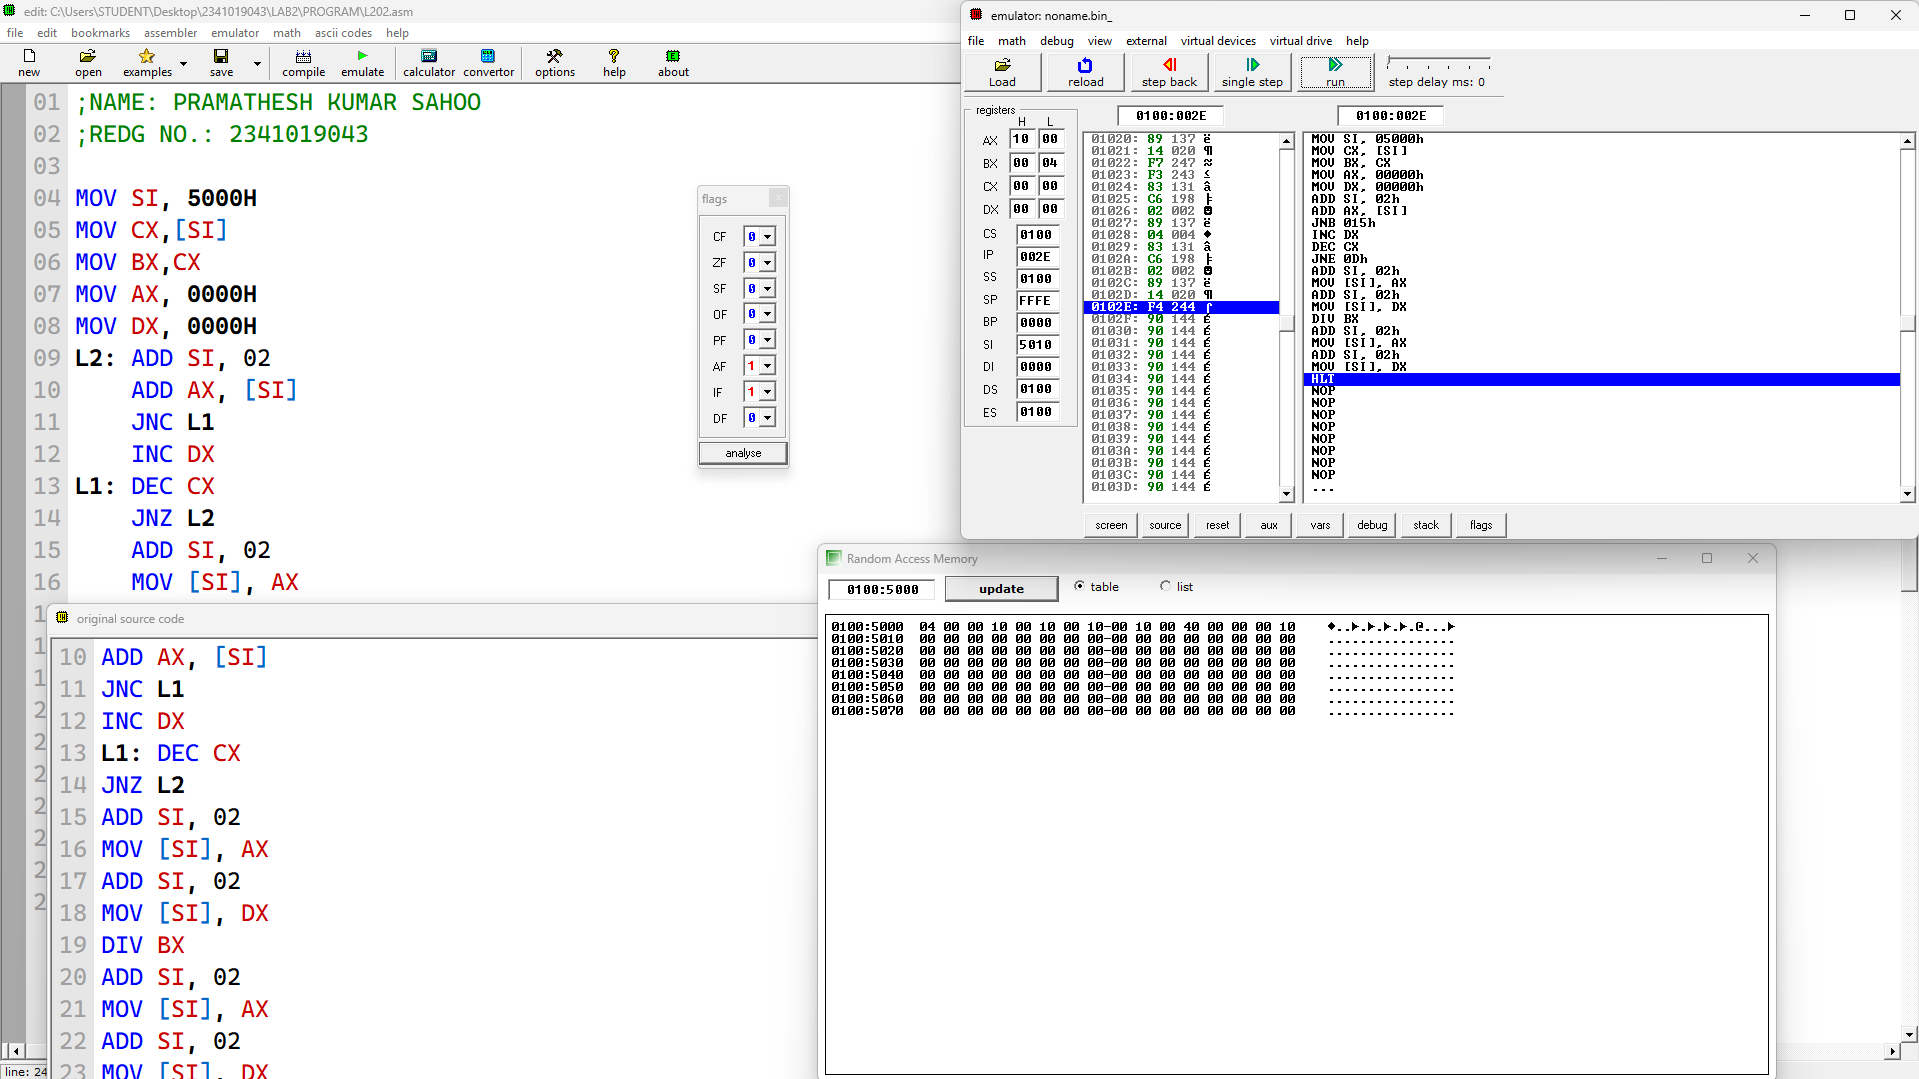 edit: C:\Users\STUDENT\Desktop\2341019043\LAB2\PROGRAM\L202.asm
file edit bookmarks assembler emulator math ascii codes help
new open examples save compile emulate calculator convertor options help about
01 ;NAME: PRAMATHESH KUMAR SAHOO
02 ;REDG NO.: 2341019043
03
04 MOV SI, 5000H
05 MOV CX,[SI]
06 MOV BX,CX
07 MOV AX, 0000H
08 MOV DX, 0000H
09 L2: ADD SI, 02
10 ADD AX, [SI]
11 JNC L1
12 INC DX
13 L1: DEC CX
14 JNZ L2
15 ADD SI, 02
16 MOV [SI], AX
line: 24
flags
CF 0
ZF 0
SF 0
OF 0
PF 0
AF 1
IF 1
DF 0
analyse
original source code
10 ADD AX, [SI]
11 JNC L1
12 INC DX
13 L1: DEC CX
14 JNZ L2
15 ADD SI, 02
16 MOV [SI], AX
17 ADD SI, 02
18 MOV [SI], DX
19 DIV BX
20 ADD SI, 02
21 MOV [SI], AX
22 ADD SI, 02
23 MOV [SI], DX
emulator: noname.bin_
file math debug view external virtual devices virtual drive help
Load reload step back single step run step delay ms: 0
registers
H L
AX 10 00
BX 00 04
CX 00 00
DX 00 00
CS 0100
IP 002E
SS 0100
SP FFFE
BP 0000
SI 5010
DI 0000
DS 0100
ES 0100
0100:002E
01020: 89 137 ë
01021: 14 020 ¶
01022: F7 247 ≈
01023: F3 243 ≤
01024: 83 131 â
01025: C6 198 ╞
01026: 02 002 ☻
01027: 89 137 ë
01028: 04 004 ♦
01029: 83 131 â
0102A: C6 198 ╞
0102B: 02 002 ☻
0102C: 89 137 ë
0102D: 14 020 ¶
0102E: F4 244 ⌠
0102F: 90 144 É
01030: 90 144 É
01031: 90 144 É
01032: 90 144 É
01033: 90 144 É
01034: 90 144 É
01035: 90 144 É
01036: 90 144 É
01037: 90 144 É
01038: 90 144 É
01039: 90 144 É
0103A: 90 144 É
0103B: 90 144 É
0103C: 90 144 É
0103D: 90 144 É
0100:002E
MOV SI, 05000h
MOV CX, [SI]
MOV BX, CX
MOV AX, 00000h
MOV DX, 00000h
ADD SI, 02h
ADD AX, [SI]
JNB 015h
INC DX
DEC CX
JNE 0Dh
ADD SI, 02h
MOV [SI], AX
ADD SI, 02h
MOV [SI], DX
DIV BX
ADD SI, 02h
MOV [SI], AX
ADD SI, 02h
MOV [SI], DX
HLT
NOP
NOP
NOP
NOP
NOP
NOP
NOP
NOP
...
screen source reset aux vars debug stack flags
Random Access Memory
0100:5000 update table list
0100:5000 04 00 00 10 00 10 00 10-00 10 00 40 00 00 00 10 ♦..►.►.►.►.@...►
0100:5010 00 00 00 00 00 00 00 00-00 00 00 00 00 00 00 00 ................
0100:5020 00 00 00 00 00 00 00 00-00 00 00 00 00 00 00 00 ................
0100:5030 00 00 00 00 00 00 00 00-00 00 00 00 00 00 00 00 ................
0100:5040 00 00 00 00 00 00 00 00-00 00 00 00 00 00 00 00 ................
0100:5050 00 00 00 00 00 00 00 00-00 00 00 00 00 00 00 00 ................
0100:5060 00 00 00 00 00 00 00 00-00 00 00 00 00 00 00 00 ................
0100:5070 00 00 00 00 00 00 00 00-00 00 00 00 00 00 00 00 ................